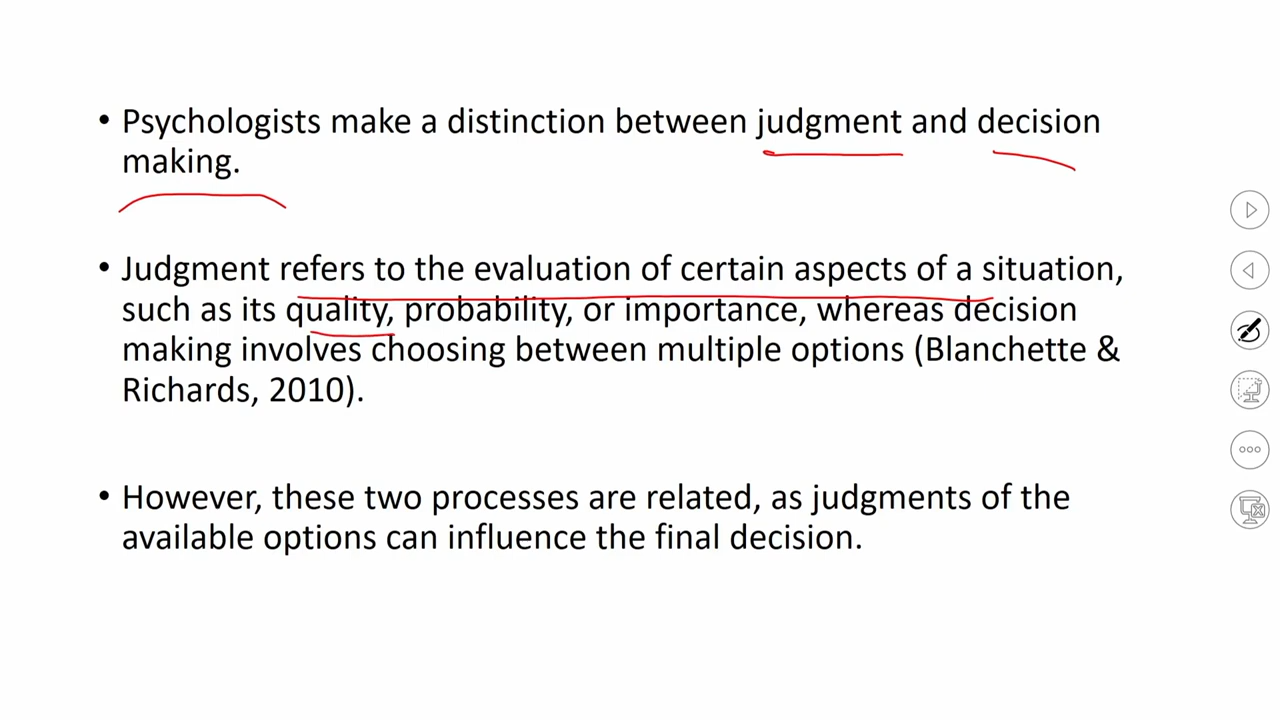 • Psychologists make a distinction between judgment and decision
making.
• Judgment refers to the evaluation of certain aspects of a situation,
such as its quality, probability, or importance, whereas decision
making involves choosing between multiple options (Blanchette &
Richards, 2010).
• However, these two processes are related, as judgments of the
available options can influence the final decision.